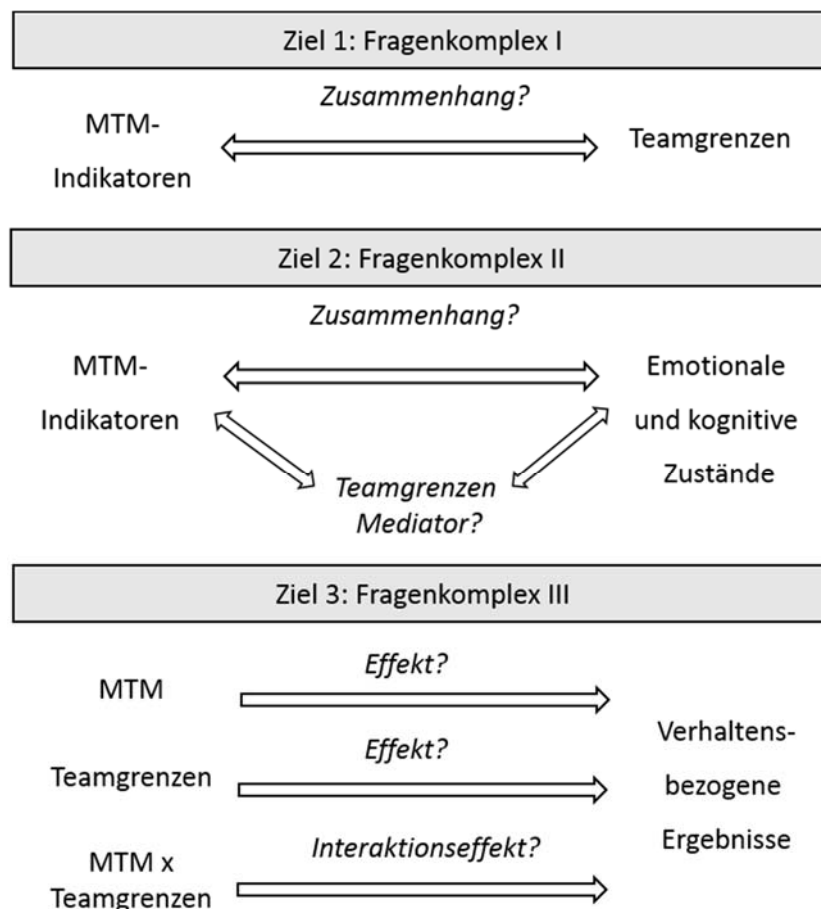 Ziel 1: Fragenkomplex I
Zusammenhang?
MTM-
Indikatoren
Teamgrenzen
Ziel 2: Fragenkomplex II
Zusammenhang?
MTM-
Indikatoren
Emotionale
und kognitive
Zustände
Teamgrenzen
Mediator?
Ziel 3: Fragenkomplex III
MTM
Effekt?
Teamgrenzen
Effekt?
MTM x
Teamgrenzen
Interaktionseffekt?
Verhaltens-
bezogene
Ergebnisse